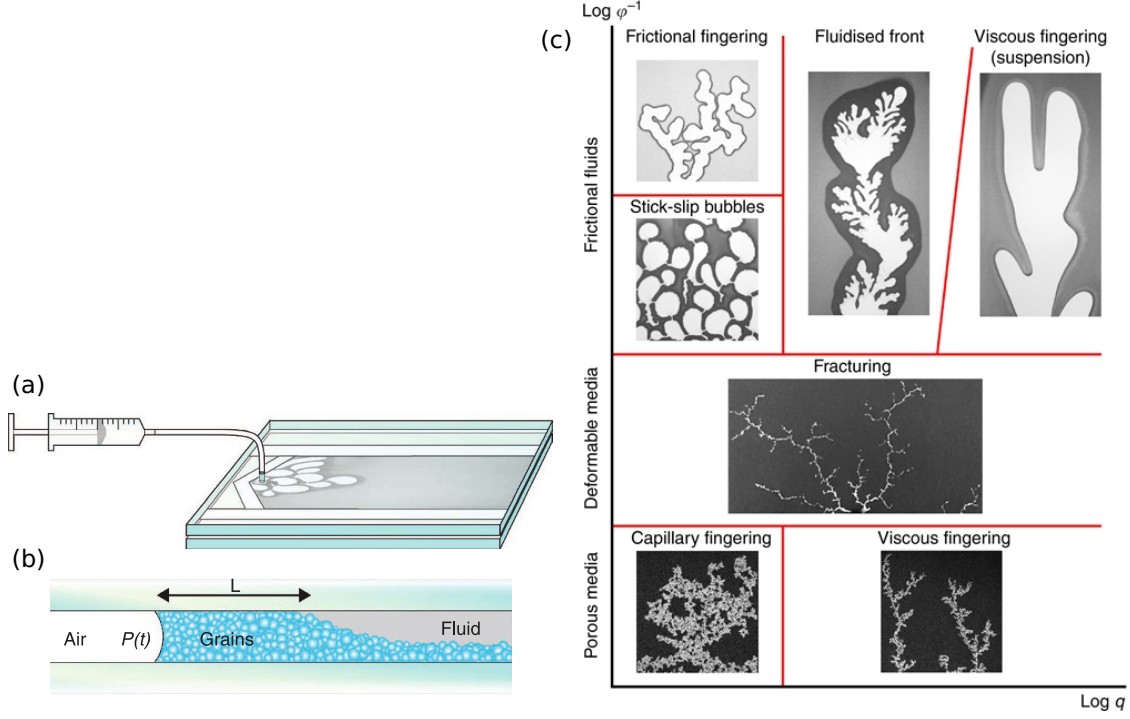 (a)
(b)
L
Air
P(t)
Grains
Fluid
(c)
Log φ⁻¹
Frictional fingering
Fluidised front
Viscous fingering
(suspension)
Frictional fluids
Stick-slip bubbles
Fracturing
Deformable media
Capillary fingering
Viscous fingering
Porous media
Log q